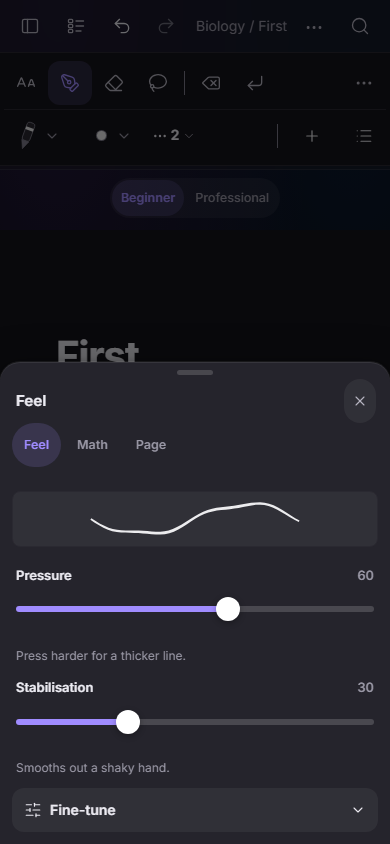 Biology / First
AA
2
Beginner Professional
First
Feel
Feel Math Page
Pressure 60
Press harder for a thicker line.
Stabilisation 30
Smooths out a shaky hand.
Fine-tune